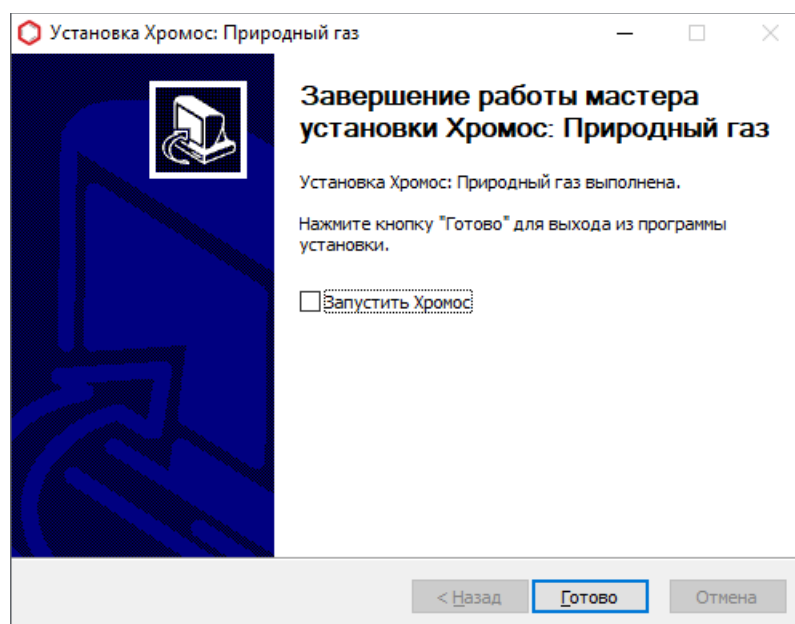 Установка Хромос: Природный газ
Завершение работы мастера
установки Хромос: Природный газ
Установка Хромос: Природный газ выполнена.
Нажмите кнопку "Готово" для выхода из программы
установки.
Запустить Хромос
< Назад
Готово
Отмена